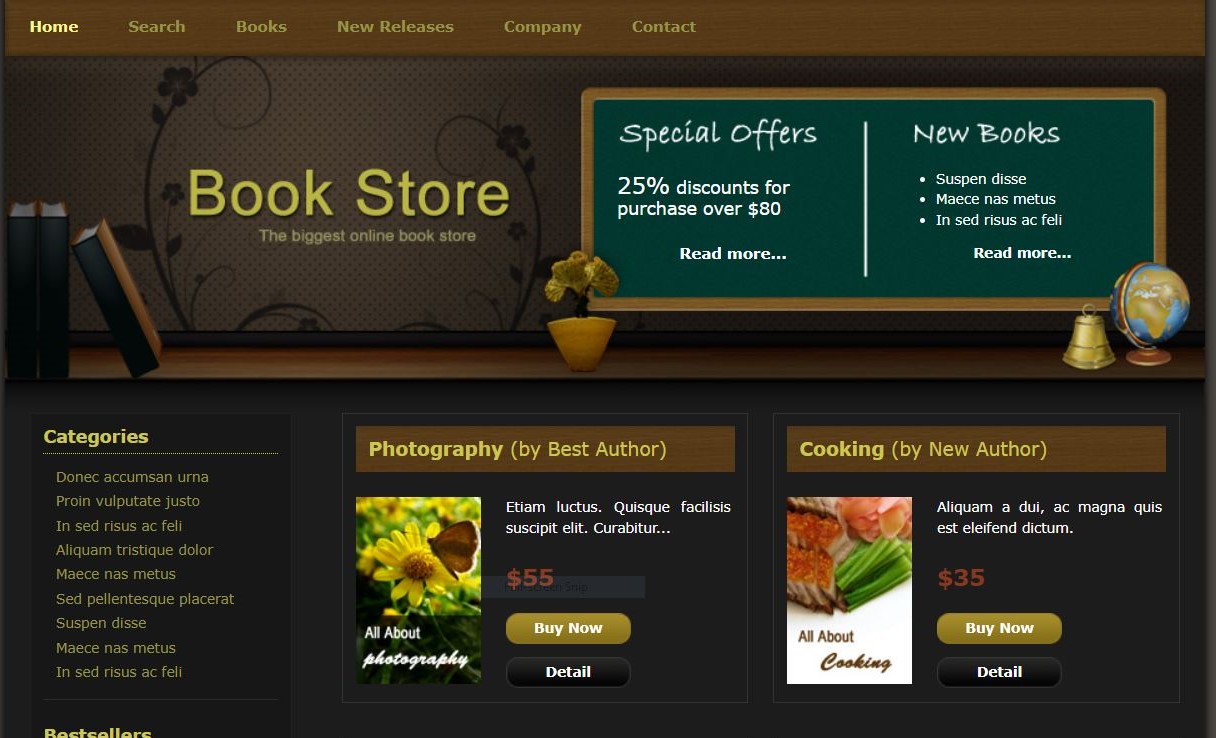 Home Search Books New Releases Company Contact
Book Store
The biggest online book store
Special Offers
25% discounts for
purchase over $80
Read more...
New Books
Suspen disse
Maece nas metus
In sed risus ac feli
Read more...
Categories
Donec accumsan urna
Proin vulputate justo
In sed risus ac feli
Aliquam tristique dolor
Maece nas metus
Sed pellentesque placerat
Suspen disse
Maece nas metus
In sed risus ac feli
Bestsellers
Photography (by Best Author)
All About
photography
Etiam luctus. Quisque facilisis
suscipit elit. Curabitur...
$55
Screen Snip
Buy Now
Detail
Cooking (by New Author)
All About
Cooking
Aliquam a dui, ac magna quis
est eleifend dictum.
$35
Buy Now
Detail